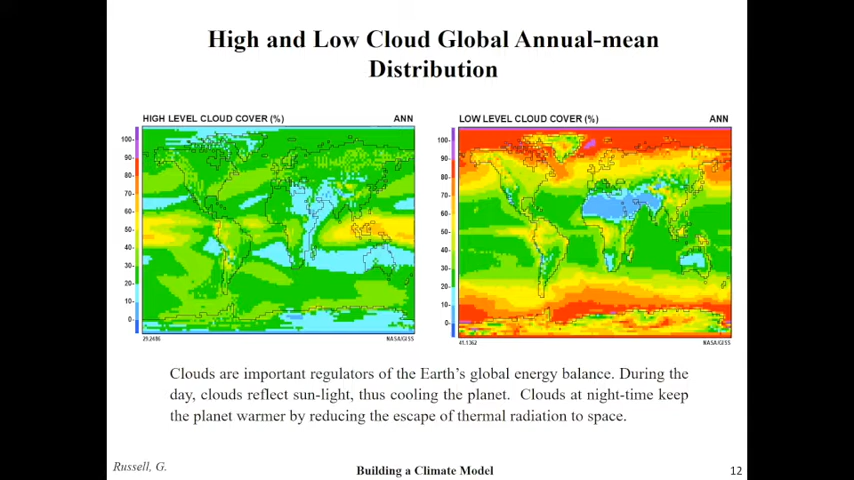 High and Low Cloud Global Annual-mean
Distribution
HIGH LEVEL CLOUD COVER (%)
ANN
100
90
80
70
60
50
40
30
20
10
0
29.2486
NASA/GISS
LOW LEVEL CLOUD COVER (%)
ANN
100
90
80
70
60
50
40
30
20
10
0
41.1362
NASA/GISS
Clouds are important regulators of the Earth's global energy balance. During the
day, clouds reflect sun-light, thus cooling the planet. Clouds at night-time keep
the planet warmer by reducing the escape of thermal radiation to space.
Russell, G.
Building a Climate Model
12